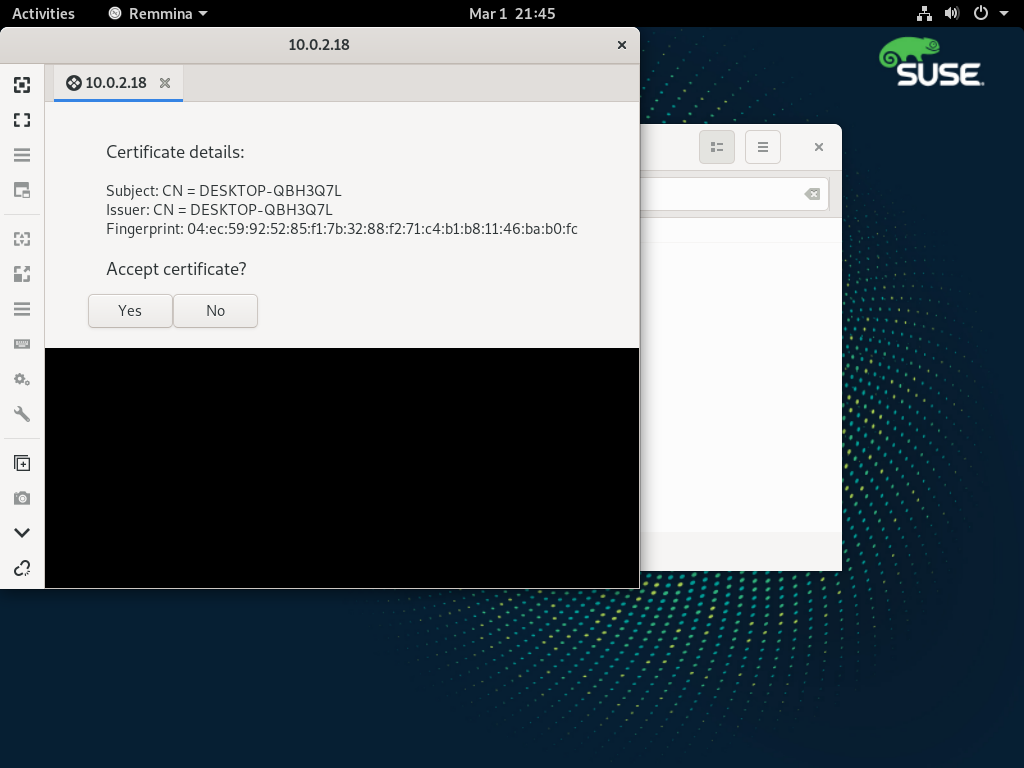 Activities Remmina Mar 1 21:45
10.0.2.18
10.0.2.18
SUSE
Certificate details:
Subject: CN = DESKTOP-QBH3Q7L
Issuer: CN = DESKTOP-QBH3Q7L
Fingerprint: 04:ec:59:92:52:85:f1:7b:32:88:f2:71:c4:b1:b8:11:46:ba:b0:fc
Accept certificate?
Yes No